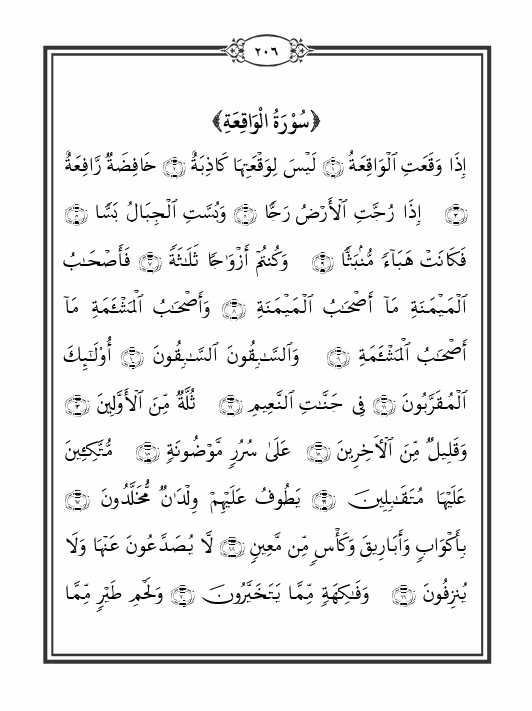 ٢٠٦
﴿سُوْرَةُ الْوَاقِعَةِ﴾
إِذَا وَقَعَتِ ٱلْوَاقِعَةُ ۝١ لَيْسَ لِوَقْعَتِهَا كَاذِبَةٌ ۝٢ خَافِضَةٌ رَّافِعَةٌ
۝٣ إِذَا رُجَّتِ ٱلْأَرْضُ رَجًّا ۝٤ وَبُسَّتِ ٱلْجِبَالُ بَسًّا ۝٥
فَكَانَتْ هَبَآءً مُّنۢبَثًّا ۝٦ وَكُنتُمْ أَزْوَٰجًا ثَلَٰثَةً ۝٧ فَأَصْحَٰبُ
ٱلْمَيْمَنَةِ مَآ أَصْحَٰبُ ٱلْمَيْمَنَةِ ۝٨ وَأَصْحَٰبُ ٱلْمَشْـَٔمَةِ مَآ
أَصْحَٰبُ ٱلْمَشْـَٔمَةِ ۝٩ وَٱلسَّٰبِقُونَ ٱلسَّٰبِقُونَ ۝١٠ أُو۟لَٰٓئِكَ
ٱلْمُقَرَّبُونَ ۝١١ فِى جَنَّٰتِ ٱلنَّعِيمِ ۝١٢ ثُلَّةٌ مِّنَ ٱلْأَوَّلِينَ ۝١٣
وَقَلِيلٌ مِّنَ ٱلْـَٔاخِرِينَ ۝١٤ عَلَىٰ سُرُرٍ مَّوْضُونَةٍ ۝١٥ مُّتَّكِـِٔينَ
عَلَيْهَا مُتَقَٰبِلِينَ ۝١٦ يَطُوفُ عَلَيْهِمْ وِلْدَٰنٌ مُّخَلَّدُونَ ۝١٧
بِأَكْوَابٍ وَأَبَارِيقَ وَكَأْسٍ مِّن مَّعِينٍ ۝١٨ لَّا يُصَدَّعُونَ عَنْهَا وَلَا
يُنزِفُونَ ۝١٩ وَفَٰكِهَةٍ مِّمَّا يَتَخَيَّرُونَ ۝٢٠ وَلَحْمِ طَيْرٍ مِّمَّا